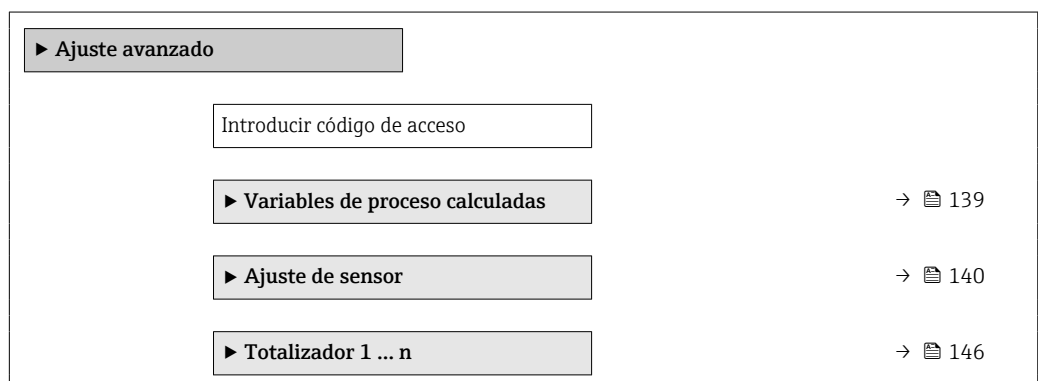 ► Ajuste avanzado
Introducir código de acceso
► Variables de proceso calculadas → 139
► Ajuste de sensor → 140
► Totalizador 1 ... n → 146